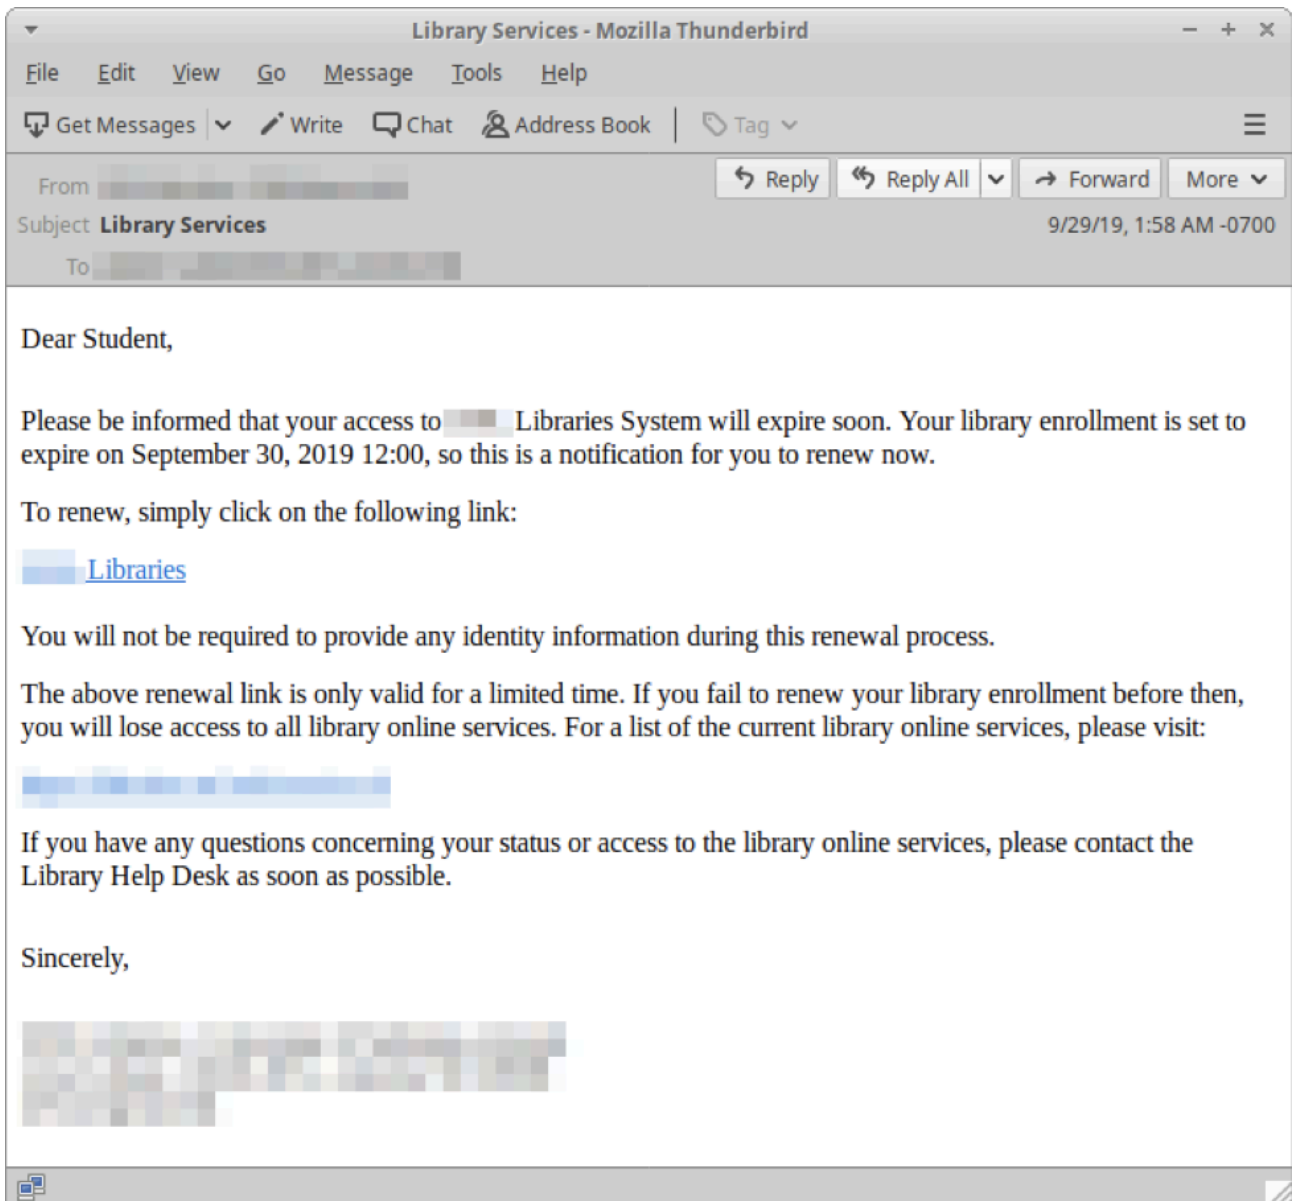 Library Services - Mozilla Thunderbird
File Edit View Go Message Tools Help
Get Messages Write Chat Address Book Tag
From Reply Reply All Forward More
Subject Library Services 9/29/19, 1:58 AM -0700
To
Dear Student,
Please be informed that your access to Libraries System will expire soon. Your library enrollment is set to
expire on September 30, 2019 12:00, so this is a notification for you to renew now.
To renew, simply click on the following link:
Libraries
You will not be required to provide any identity information during this renewal process.
The above renewal link is only valid for a limited time. If you fail to renew your library enrollment before then,
you will lose access to all library online services. For a list of the current library online services, please visit:
If you have any questions concerning your status or access to the library online services, please contact the
Library Help Desk as soon as possible.
Sincerely,